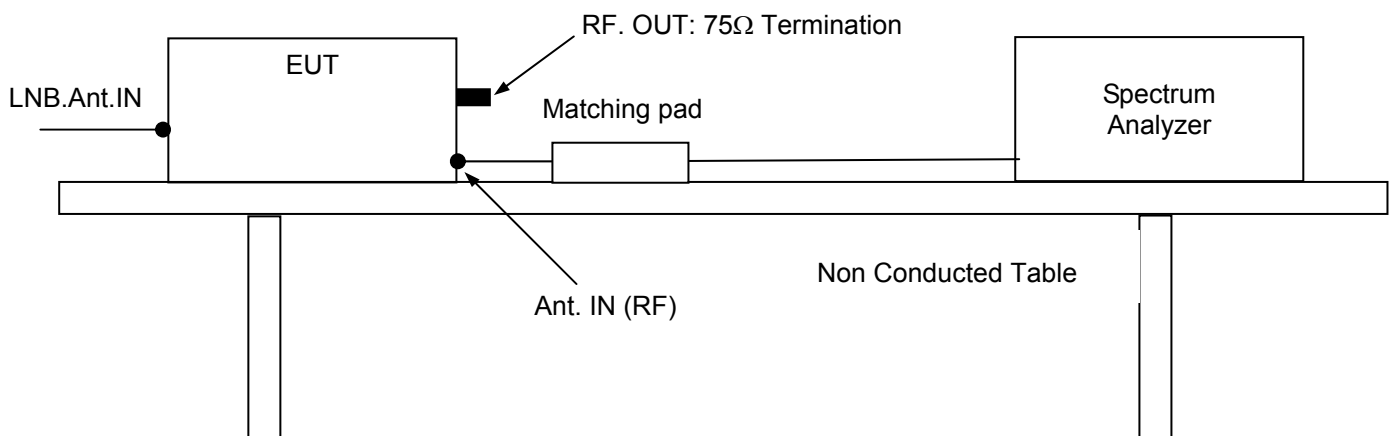 RF. OUT: 75Ω Termination
EUT
LNB.Ant.IN
Matching pad
Spectrum
Analyzer
Non Conducted Table
Ant. IN (RF)